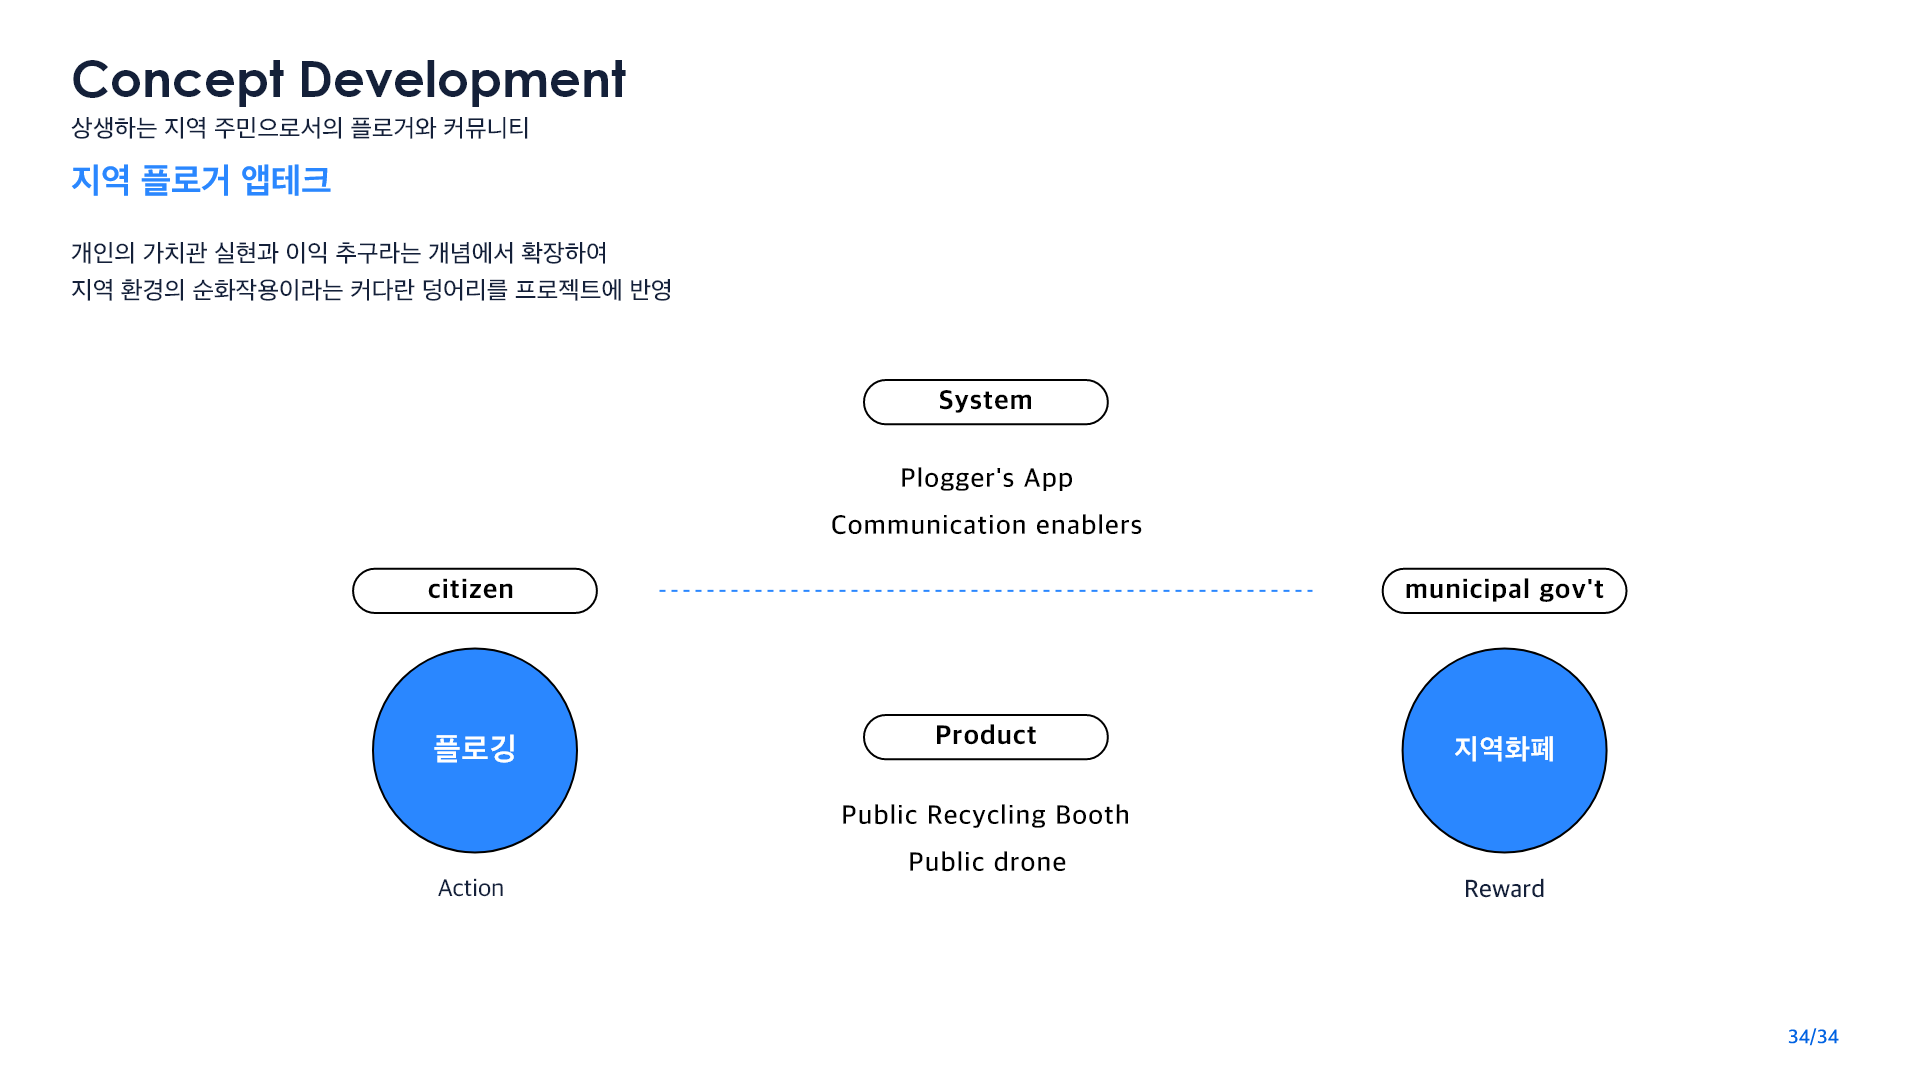 Concept Development
상생하는 지역 주민으로서의 플로거와 커뮤니티
지역 플로거 앱테크
개인의 가치관 실현과 이익 추구라는 개념에서 확장하여
지역 환경의 순화작용이라는 커다란 덩어리를 프로젝트에 반영
System
Plogger's App
Communication enablers
citizen
municipal gov't
플로깅
Product
지역화폐
Public Recycling Booth
Public drone
Action
Reward
34/34